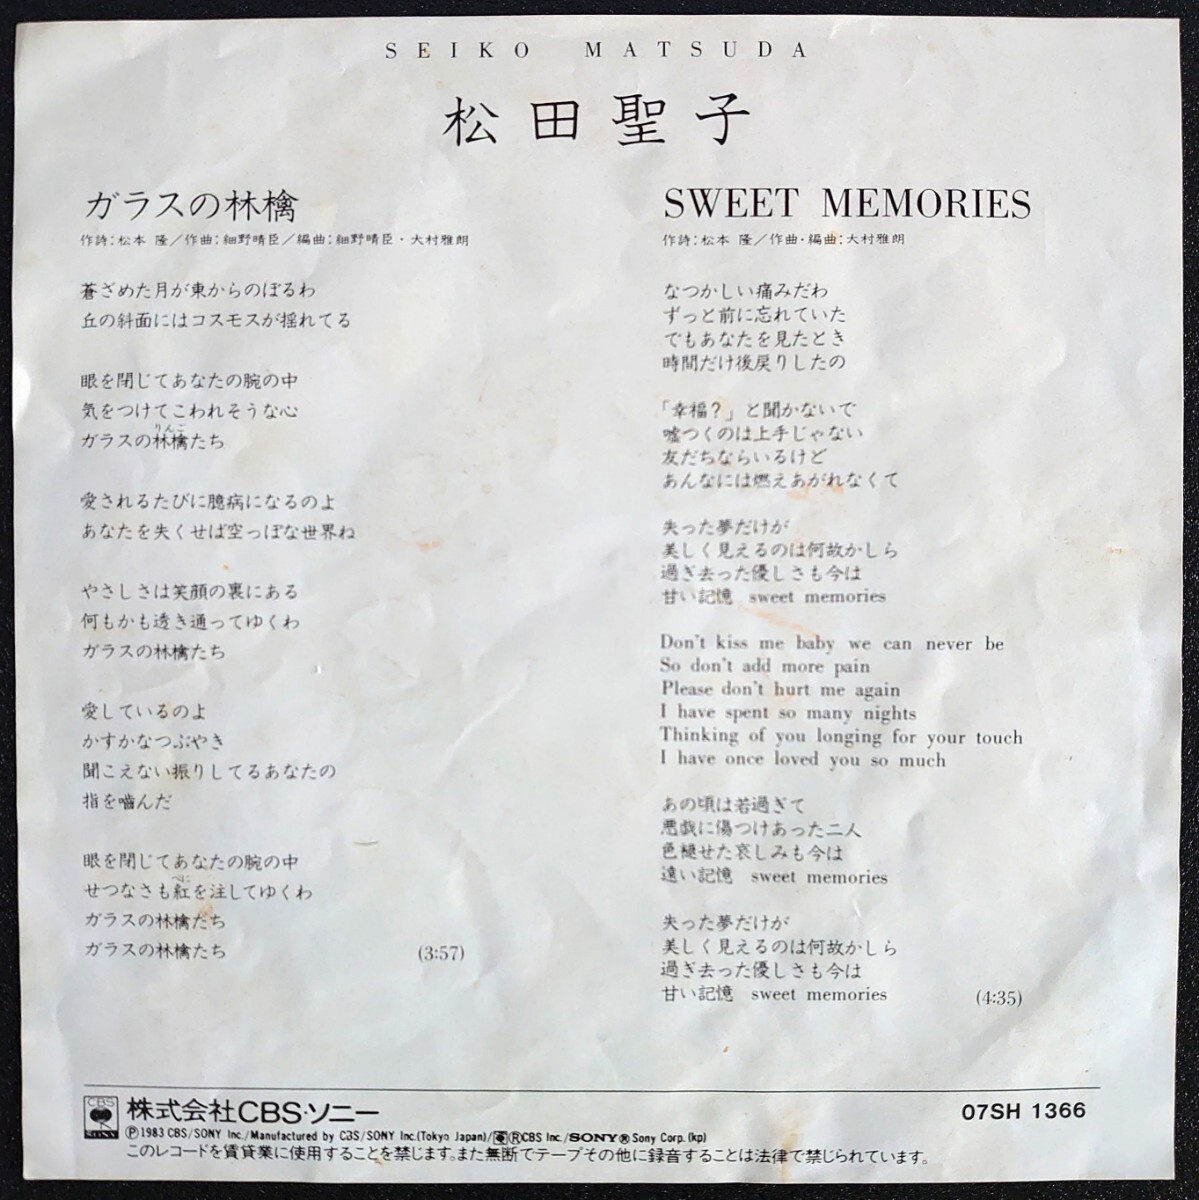 SEIKO MATSUDA
松田聖子
ガラスの林檎
作詩:松本 隆/作曲:細野晴臣/編曲:細野晴臣・大村雅朗
蒼ざめた月が東からのぼるわ
丘の斜面にはコスモスが揺れてる
眼を閉じてあなたの腕の中
気をつけてこわれそうな心
りんご
ガラスの林檎たち
愛されるたびに臆病になるのよ
あなたを失くせば空っぽな世界ね
やさしさは笑顔の裏にある
何もかも透き通ってゆくわ
ガラスの林檎たち
愛しているのよ
かすかなつぶやき
聞こえない振りしてるあなたの
指を嚙んだ
眼を閉じてあなたの腕の中
べに
せつなさも紅を注してゆくわ
ガラスの林檎たち
ガラスの林檎たち (3:57)
SWEET MEMORIES
作詩:松本 隆/作曲・編曲:大村雅朗
なつかしい痛みだわ
ずっと前に忘れていた
でもあなたを見たとき
時間だけ後戻りしたの
「幸福?」と聞かないで
嘘つくのは上手じゃない
友だちならいるけど
あんなには燃えあがれなくて
失った夢だけが
美しく見えるのは何故かしら
過ぎ去った優しさも今は
甘い記憶 sweet memories
Don't kiss me baby we can never be
So don't add more pain
Please don't hurt me again
I have spent so many nights
Thinking of you longing for your touch
I have once loved you so much
あの頃は若過ぎて
悪戯に傷つけあった二人
色褪せた哀しみも今は
遠い記憶 sweet memories
失った夢だけが
美しく見えるのは何故かしら
過ぎ去った優しさも今は
甘い記憶 sweet memories (4:35)
CBS
SONY
株式会社CBS・ソニー
07SH 1366
Ⓟ1983 CBS/SONY Inc./Manufactured by CBS/SONY Inc.(Tokyo Japan)/®CBS Inc./SONY® Sony Corp.(kp)
このレコードを賃貸業に使用することを禁じます。また無断でテープその他に録音することは法律で禁じられています。